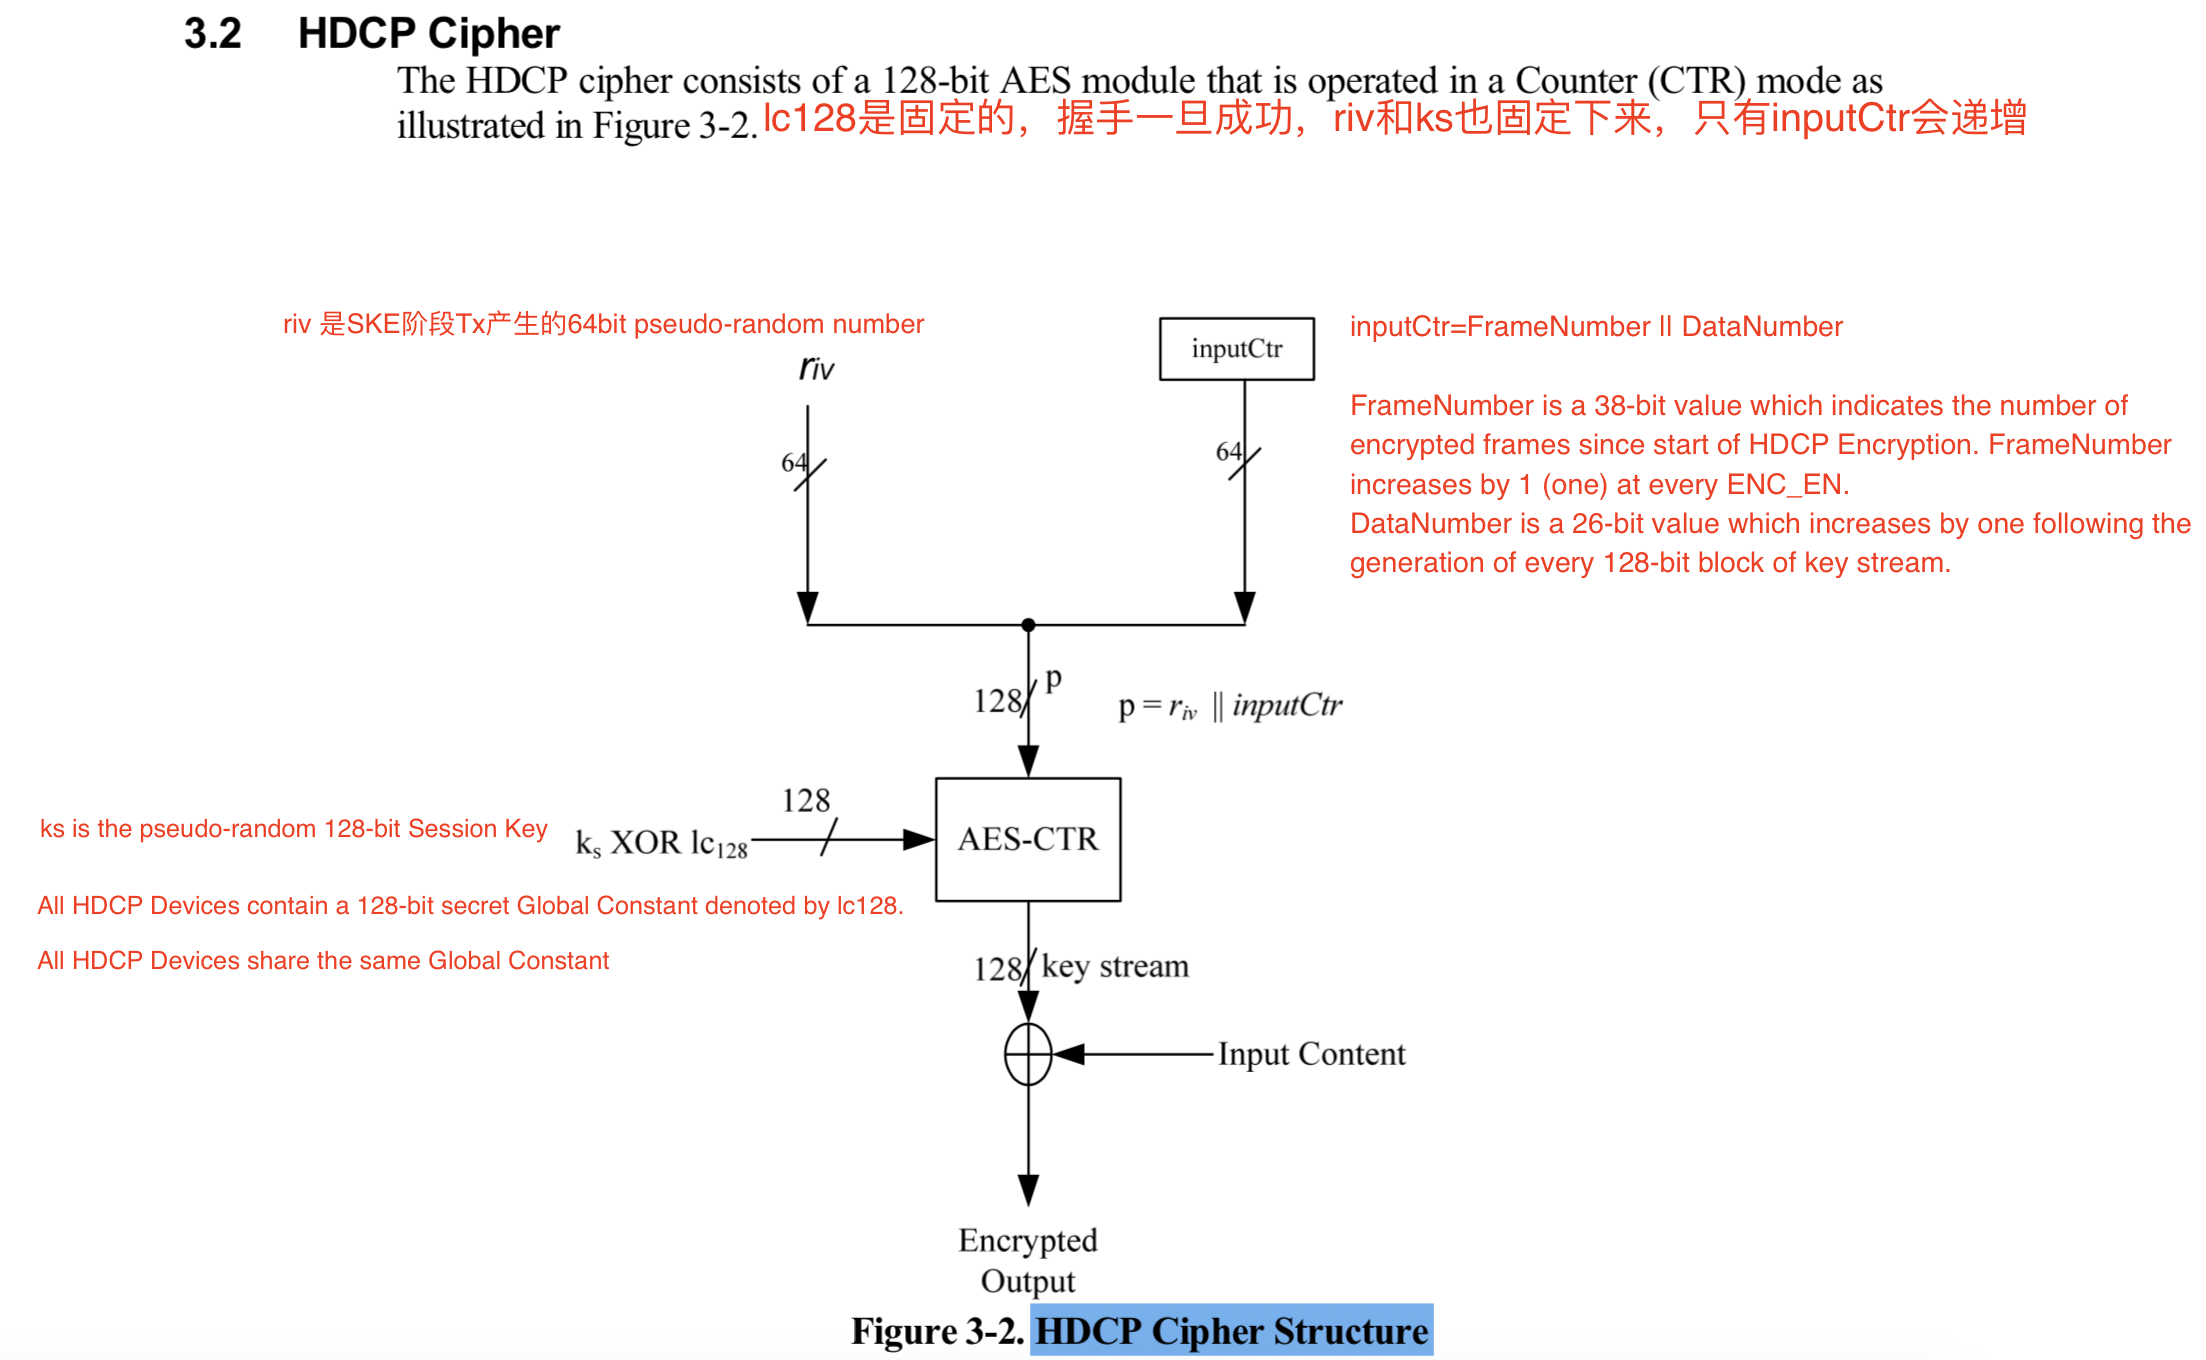 3.2 HDCP Cipher
The HDCP cipher consists of a 128-bit AES module that is operated in a Counter (CTR) mode as
illustrated in Figure 3-2. lc128是固定的，握手一旦成功，riv和ks也固定下来，只有inputCtr会递增
riv 是SKE阶段Tx产生的64bit pseudo-random number
riv
inputCtr
inputCtr=FrameNumber || DataNumber
FrameNumber is a 38-bit value which indicates the number of
encrypted frames since start of HDCP Encryption. FrameNumber
increases by 1 (one) at every ENC_EN.
DataNumber is a 26-bit value which increases by one following the
generation of every 128-bit block of key stream.
64
64
128
p
p = riv || inputCtr
128
ks is the pseudo-random 128-bit Session Key
ks XOR lc128
AES-CTR
All HDCP Devices contain a 128-bit secret Global Constant denoted by lc128.
All HDCP Devices share the same Global Constant
128
key stream
Input Content
Encrypted
Output
Figure 3-2. HDCP Cipher Structure